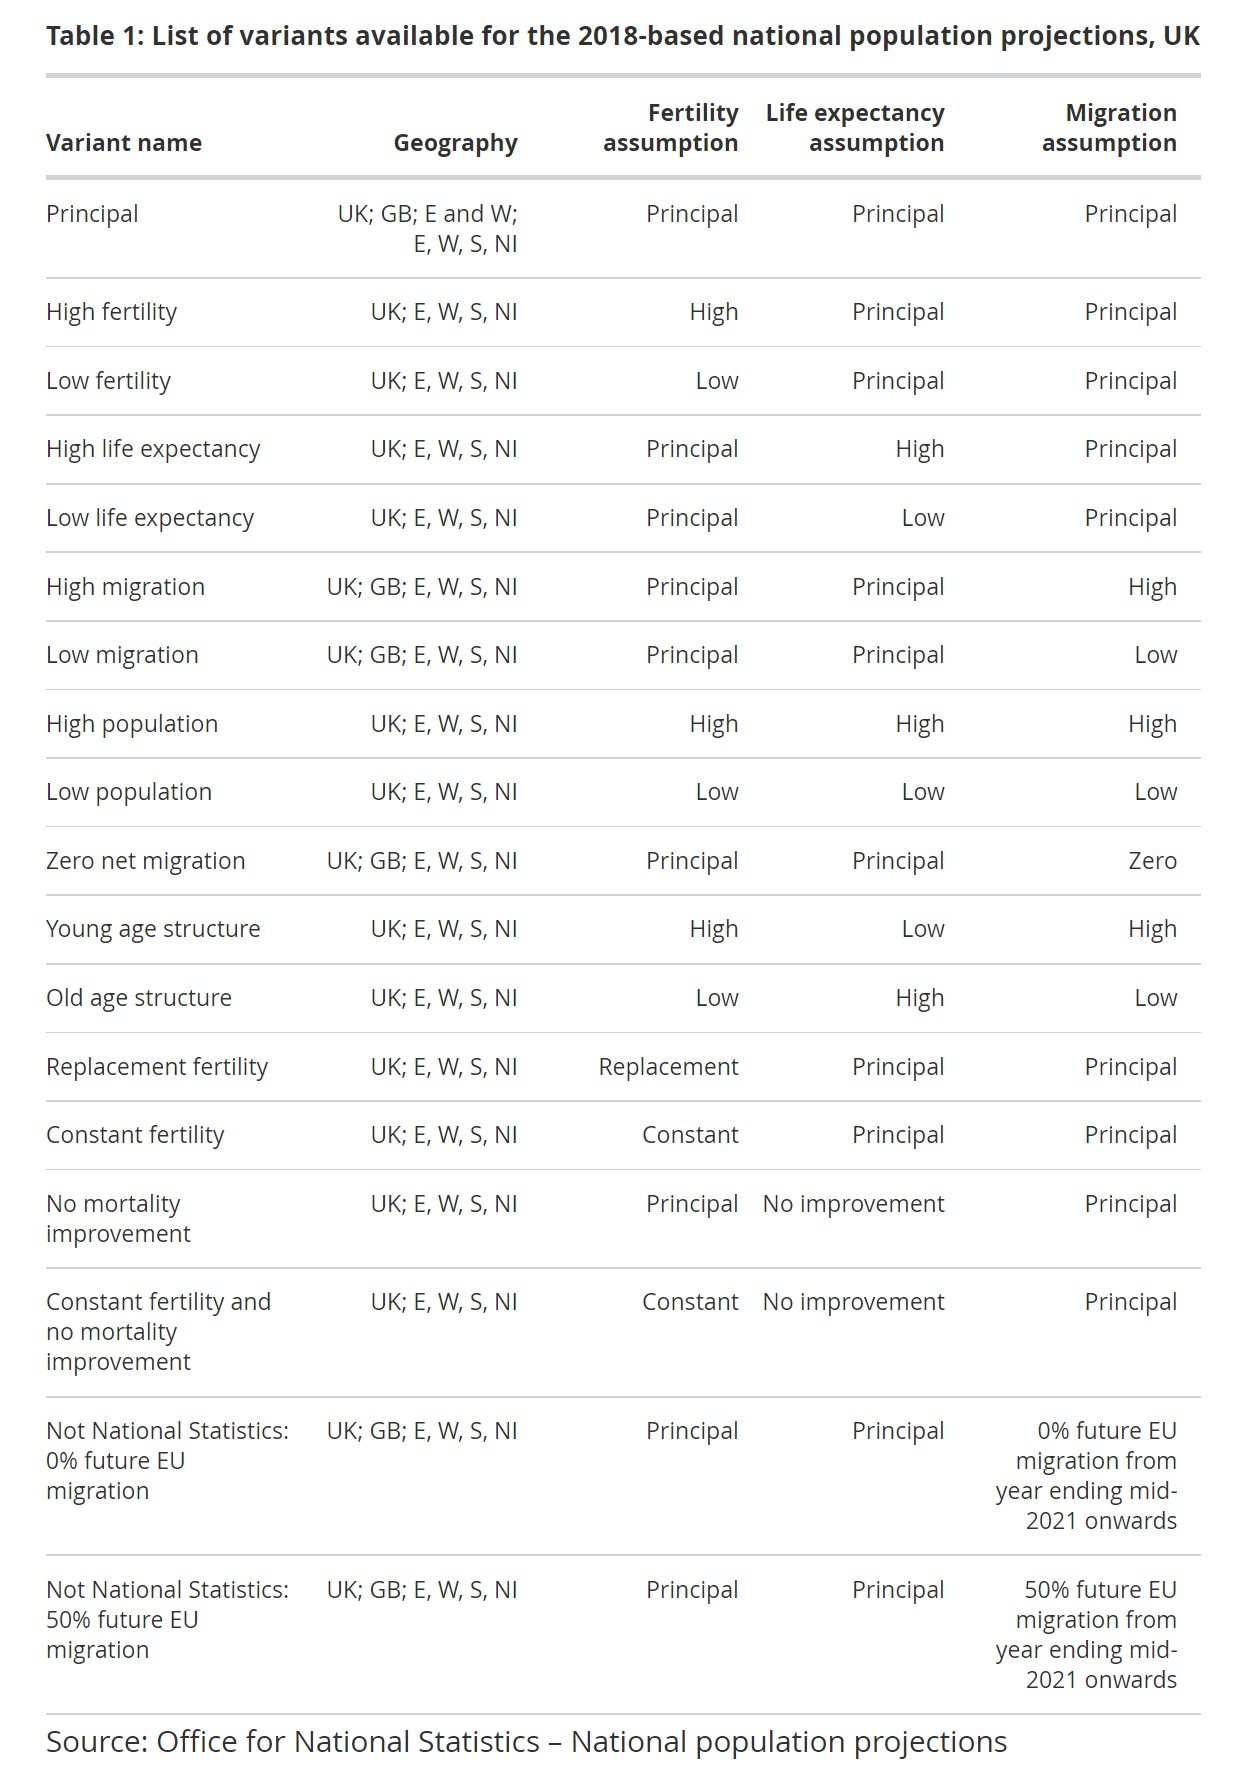 Table 1: List of variants available for the 2018-based national population projections, UK
Variant name Geography Fertility assumption Life expectancy assumption Migration assumption
Principal UK; GB; E and W; E, W, S, NI Principal Principal Principal
High fertility UK; E, W, S, NI High Principal Principal
Low fertility UK; E, W, S, NI Low Principal Principal
High life expectancy UK; E, W, S, NI Principal High Principal
Low life expectancy UK; E, W, S, NI Principal Low Principal
High migration UK; GB; E, W, S, NI Principal Principal High
Low migration UK; GB; E, W, S, NI Principal Principal Low
High population UK; E, W, S, NI High High High
Low population UK; E, W, S, NI Low Low Low
Zero net migration UK; GB; E, W, S, NI Principal Principal Zero
Young age structure UK; E, W, S, NI High Low High
Old age structure UK; E, W, S, NI Low High Low
Replacement fertility UK; E, W, S, NI Replacement Principal Principal
Constant fertility UK; E, W, S, NI Constant Principal Principal
No mortality improvement UK; E, W, S, NI Principal No improvement Principal
Constant fertility and no mortality improvement UK; E, W, S, NI Constant No improvement Principal
Not National Statistics: 0% future EU migration UK; GB; E, W, S, NI Principal Principal 0% future EU migration from year ending mid-2021 onwards
Not National Statistics: 50% future EU migration UK; GB; E, W, S, NI Principal Principal 50% future EU migration from year ending mid-2021 onwards
Source: Office for National Statistics – National population projections